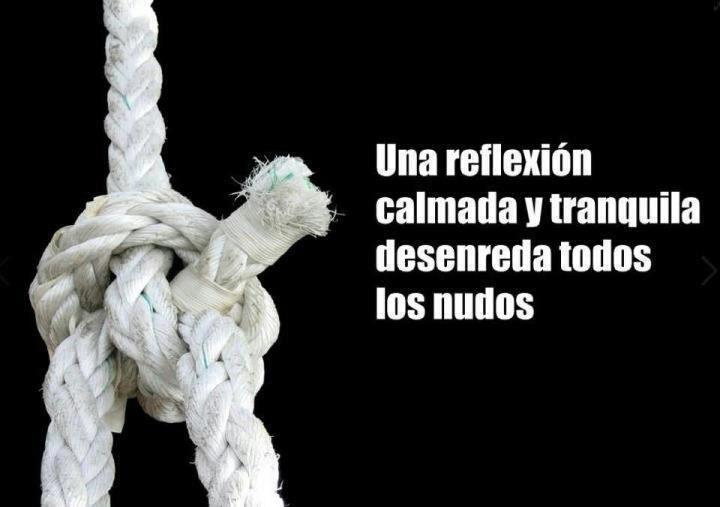 Una reflexión
calmada y tranquila
desenreda todos
los nudos